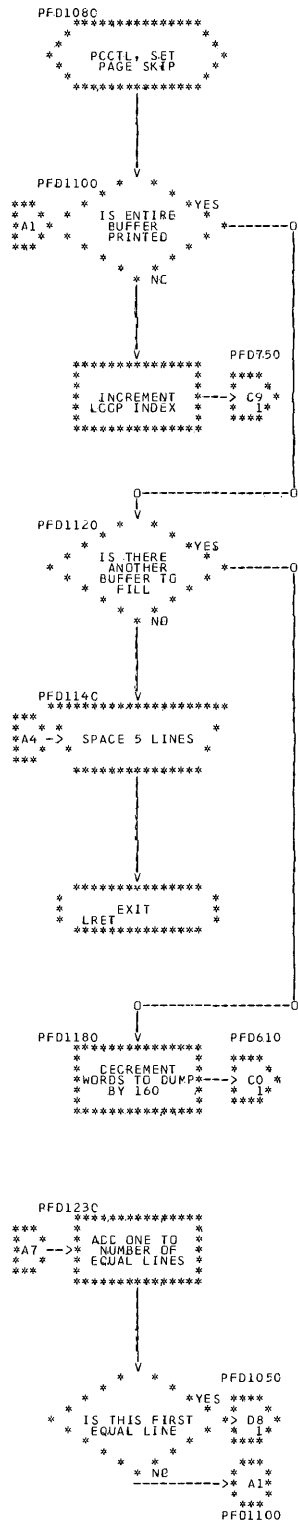 PFD1080
PCCTL, SET
PAGE SKIP
PFD1100
A1
IS ENTIRE
BUFFER
PRINTED
YES
NO
INCREMENT
LOOP INDEX
PFD750
C9
1
PFD1120
IS THERE
ANOTHER
BUFFER TO
FILL
YES
NO
PFD1140
A4
SPACE 5 LINES
EXIT
LRET
PFD1180
DECREMENT
WORDS TO DUMP
BY 160
PFD610
C0
1
PFD1230
A7
ADD ONE TO
NUMBER OF
EQUAL LINES
IS THIS FIRST
EQUAL LINE
YES
PFD1050
D8
1
NO
A1
PFD1100